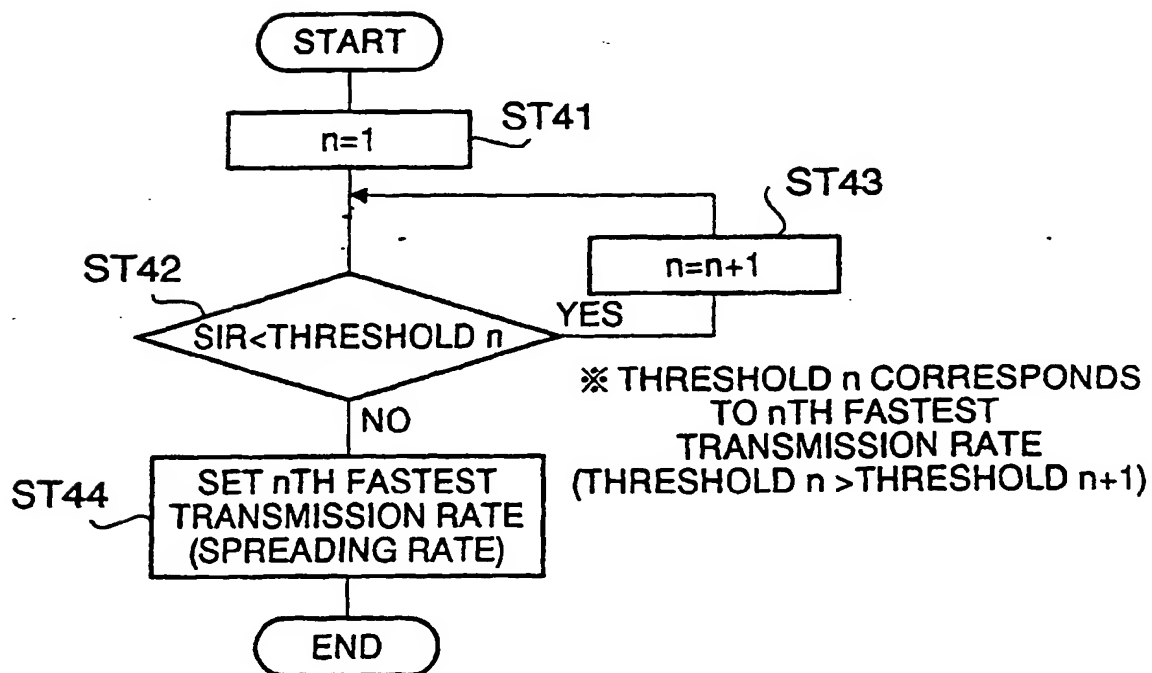 START
n=1
ST41
ST43
n=n+1
ST42
SIR<THRESHOLD n
YES
※ THRESHOLD n CORRESPONDS
TO nTH FASTEST
TRANSMISSION RATE
(THRESHOLD n >THRESHOLD n+1)
NO
ST44
SET nTH FASTEST
TRANSMISSION RATE
(SPREADING RATE)
END